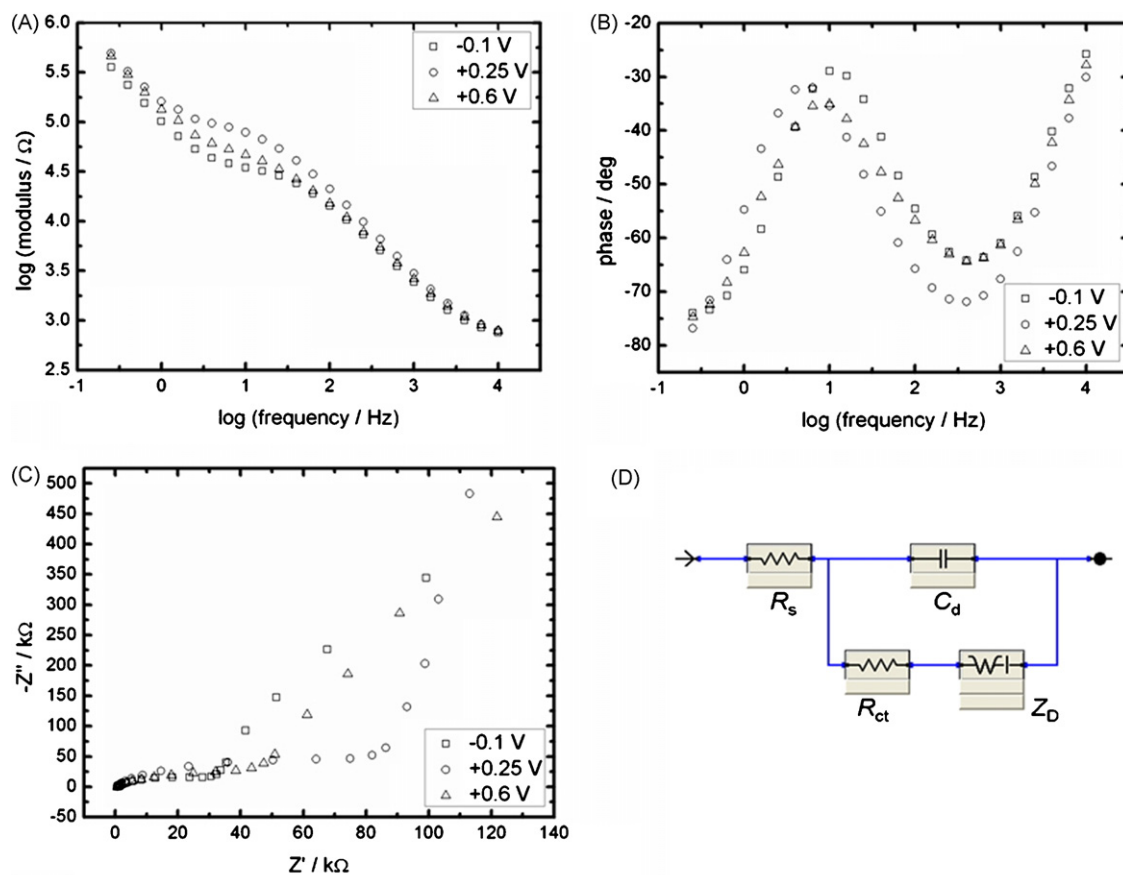 (A)
6.0
5.5
5.0
4.5
4.0
3.5
3.0
2.5
log (modulus / Ω)
-1 0 1 2 3 4
log (frequency / Hz)
-0.1 V
+0.25 V
+0.6 V
(B)
-20
-30
-40
-50
-60
-70
-80
phase / deg
-1 0 1 2 3 4
log (frequency / Hz)
-0.1 V
+0.25 V
+0.6 V
(C)
500
450
400
350
300
250
200
150
100
50
0
-50
-Z'' / kΩ
0 20 40 60 80 100 120 140
Z' / kΩ
-0.1 V
+0.25 V
+0.6 V
(D)
Rs
Cd
Rct
ZD